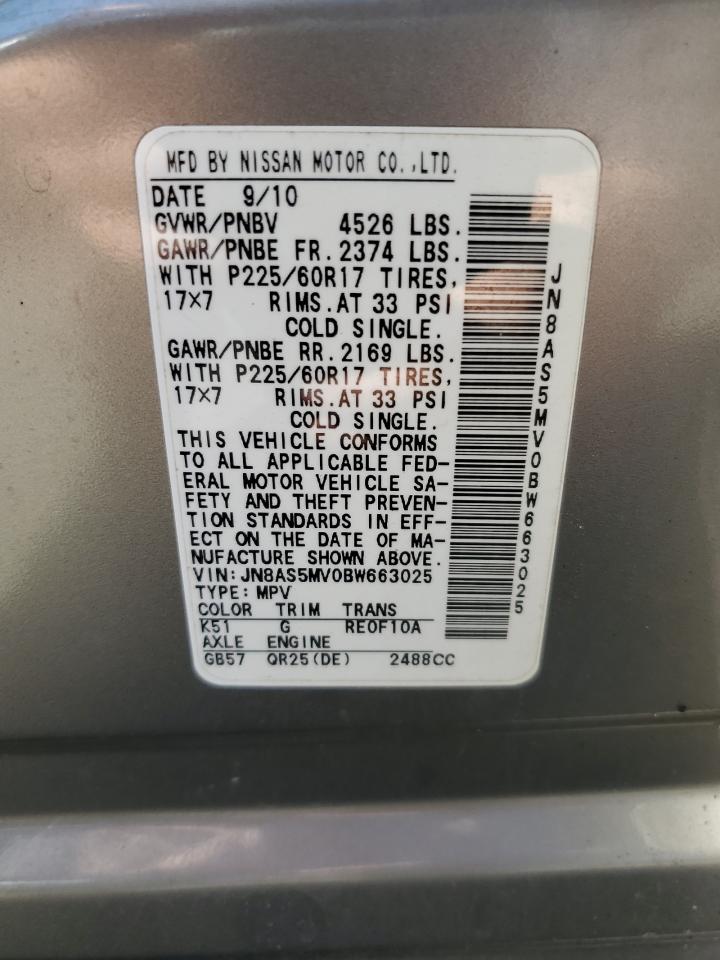 MFD BY NISSAN MOTOR CO.,LTD.
DATE 9/10
GVWR/PNBV 4526 LBS.
GAWR/PNBE FR.2374 LBS.
WITH P225/60R17 TIRES,
17×7 RIMS.AT 33 PSI
COLD SINGLE.
GAWR/PNBE RR.2169 LBS.
WITH P225/60R17 TIRES,
17×7 RIMS.AT 33 PSI
COLD SINGLE.
THIS VEHICLE CONFORMS
TO ALL APPLICABLE FED-
ERAL MOTOR VEHICLE SA-
FETY AND THEFT PREVEN-
TION STANDARDS IN EFF-
ECT ON THE DATE OF MA-
NUFACTURE SHOWN ABOVE.
VIN:JN8AS5MV0BW663025
TYPE:MPV
COLOR TRIM TRANS
K51 G RE0F10A
AXLE ENGINE
GB57 QR25(DE) 2488CC
JN8AS5MV0BW663025